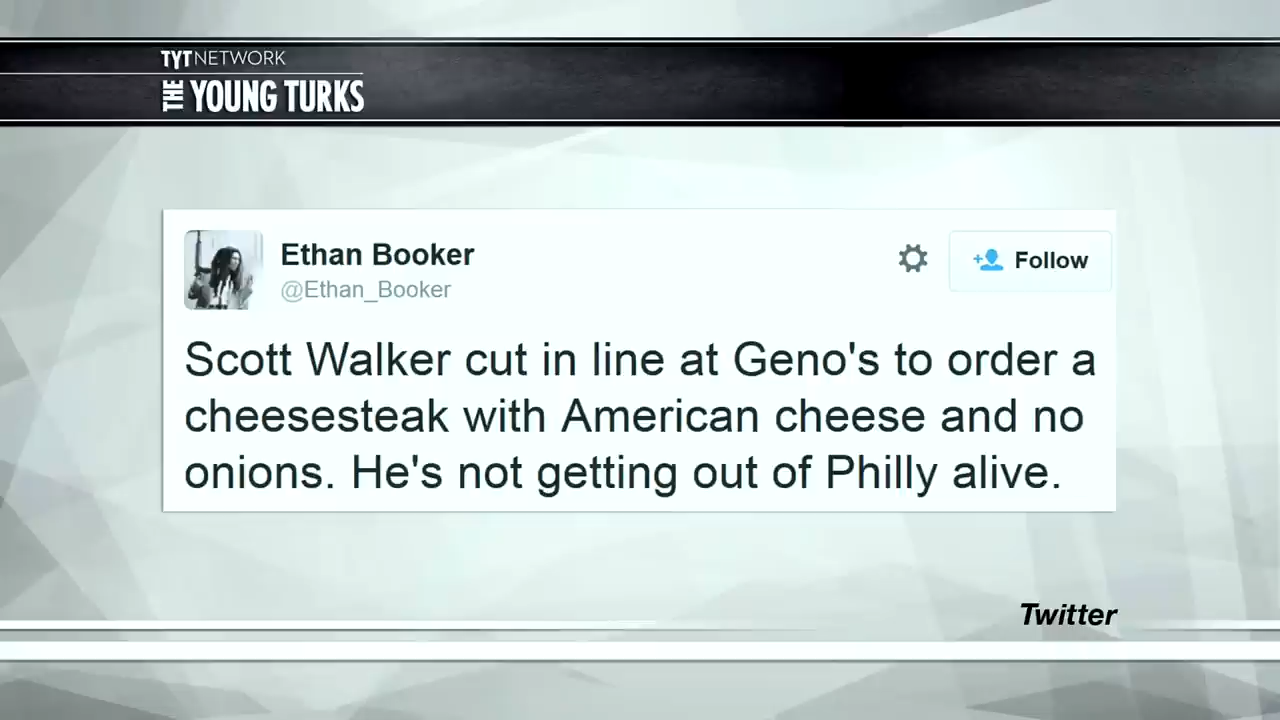 TYT NETWORK
THE YOUNG TURKS
Ethan Booker
@Ethan_Booker
Follow
Scott Walker cut in line at Geno's to order a
cheesesteak with American cheese and no
onions. He's not getting out of Philly alive.
Twitter